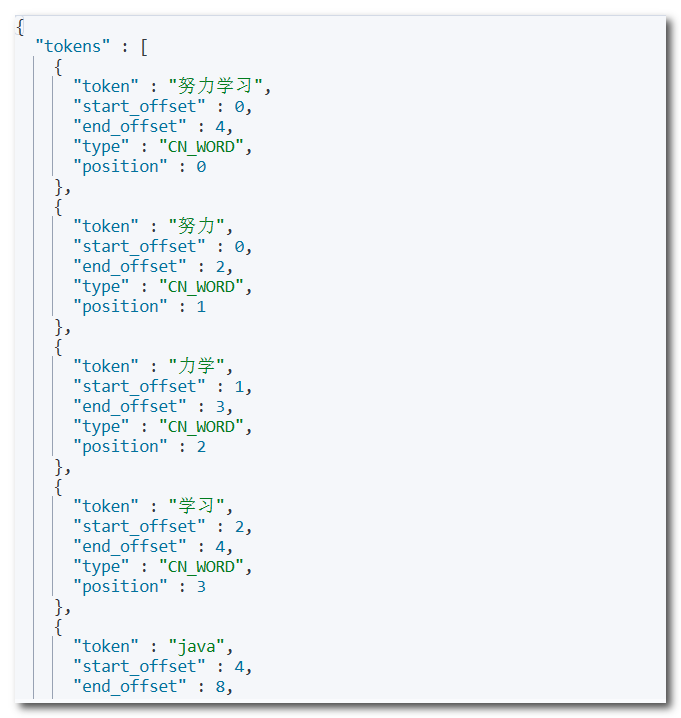 {
  "tokens" : [
    {
      "token" : "努力学习",
      "start_offset" : 0,
      "end_offset" : 4,
      "type" : "CN_WORD",
      "position" : 0
    },
    {
      "token" : "努力",
      "start_offset" : 0,
      "end_offset" : 2,
      "type" : "CN_WORD",
      "position" : 1
    },
    {
      "token" : "力学",
      "start_offset" : 1,
      "end_offset" : 3,
      "type" : "CN_WORD",
      "position" : 2
    },
    {
      "token" : "学习",
      "start_offset" : 2,
      "end_offset" : 4,
      "type" : "CN_WORD",
      "position" : 3
    },
    {
      "token" : "java",
      "start_offset" : 4,
      "end_offset" : 8,